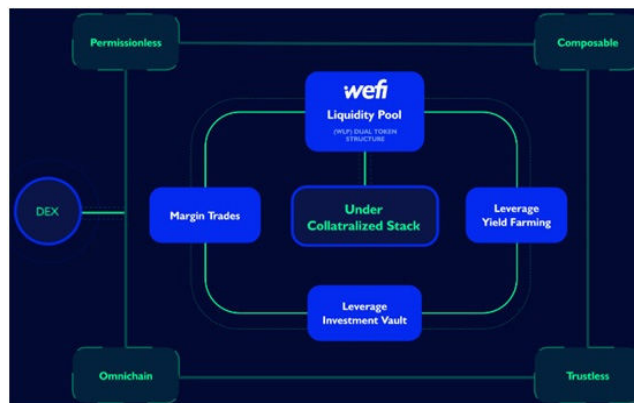 Permissionless
Composable
wefi
Liquidity Pool
(WLP) DUAL TOKEN
STRUCTURE
DEX
Margin Trades
Under
Collatralized Stack
Leverage
Yield Farming
Leverage
Investment Vault
Omnichain
Trustless